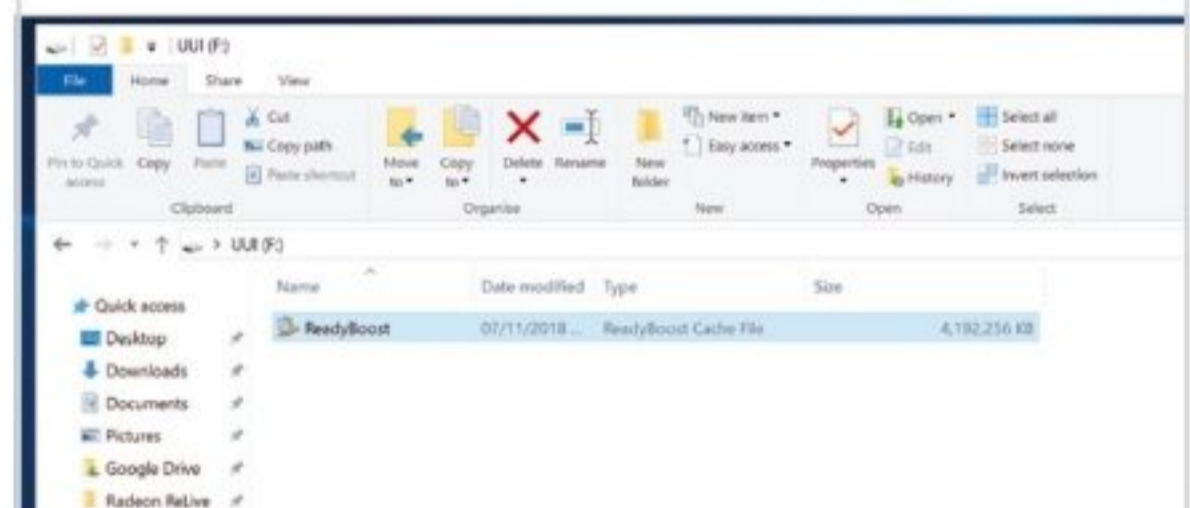 UUI (F:)
File Home Share View
Pin to Quick access
Copy
Paste
Cut
Copy path
Paste shortcut
Move to
Copy to
Delete
Rename
New folder
New item
Easy access
Properties
Open
Edit
History
Select all
Select none
Invert selection
Clipboard Organise New Open Select
UUI (F:)
Name Date modified Type Size
Quick access
ReadyBoost 07/11/2018 ... ReadyBoost Cache File 4,192,256 KB
Desktop
Downloads
Documents
Pictures
Google Drive
Radeon ReLive